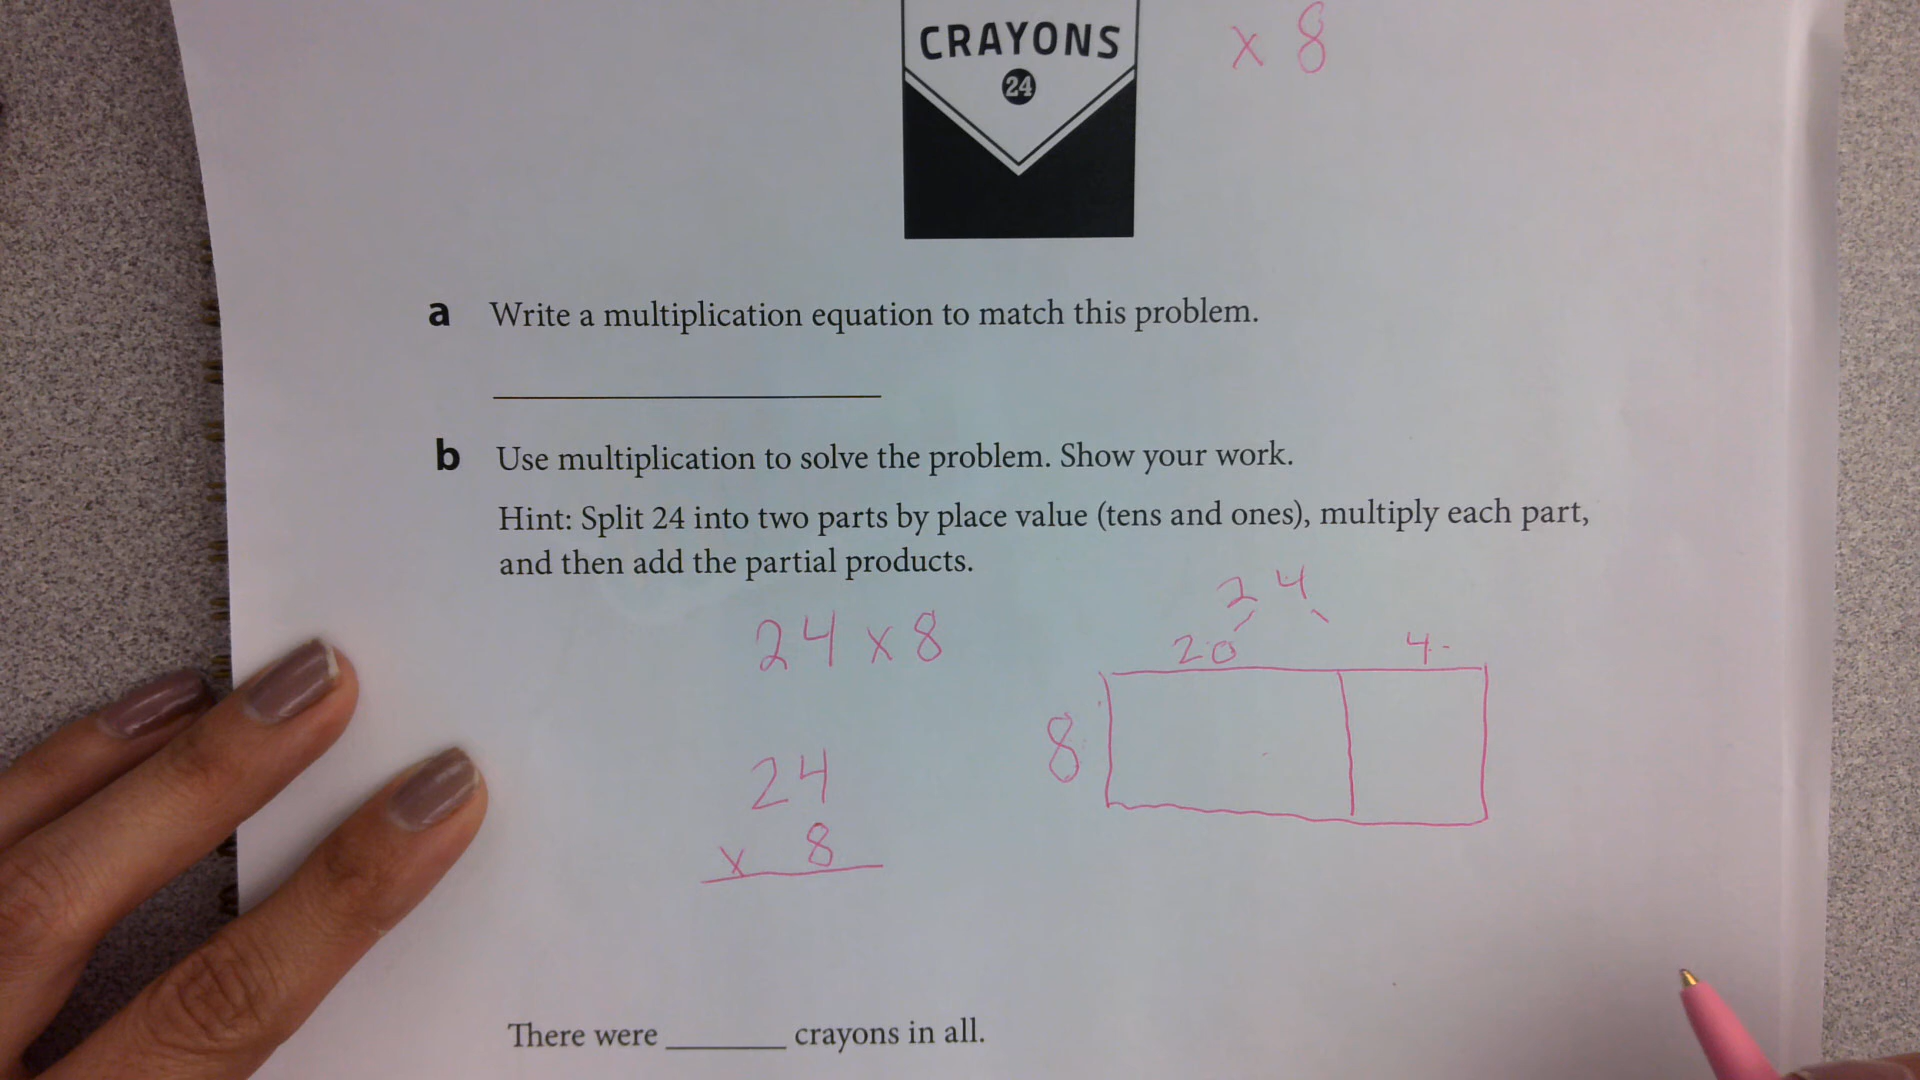 CRAYONS
24
x 8
a Write a multiplication equation to match this problem.
b Use multiplication to solve the problem. Show your work.
Hint: Split 24 into two parts by place value (tens and ones), multiply each part,
and then add the partial products.
24 x 8
24
20 4
8
24
x 8
There were ______ crayons in all.